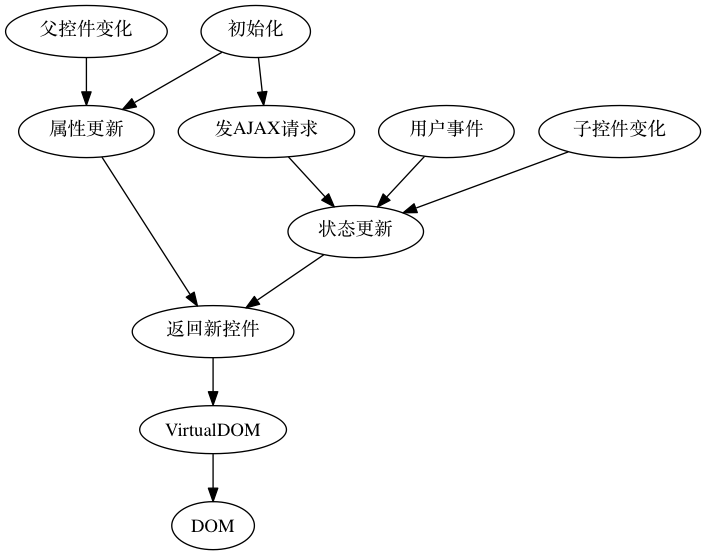 父控件变化
初始化
属性更新
发AJAX请求
用户事件
子控件变化
状态更新
返回新控件
VirtualDOM
DOM